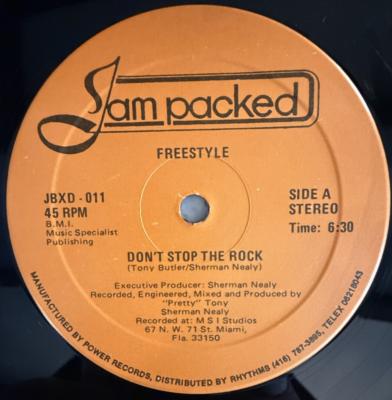 Jam packed
FREESTYLE
JBXD - 011
45 RPM
B.M.I.
Music Specialist
Publishing
SIDE A
STEREO
Time: 6:30
DON'T STOP THE ROCK
(Tony Butler/Sherman Nealy)
Executive Producer: Sherman Nealy
Recorded, Engineered, Mixed and Produced by
"Pretty" Tony
Sherman Nealy
Recorded at: M S I Studios
67 N. W. 71 St. Miami,
Fla. 33150
MANUFACTURED BY POWER RECORDS, DISTRIBUTED BY RHYTHMS (416) 787-3895, TELEX 06218043